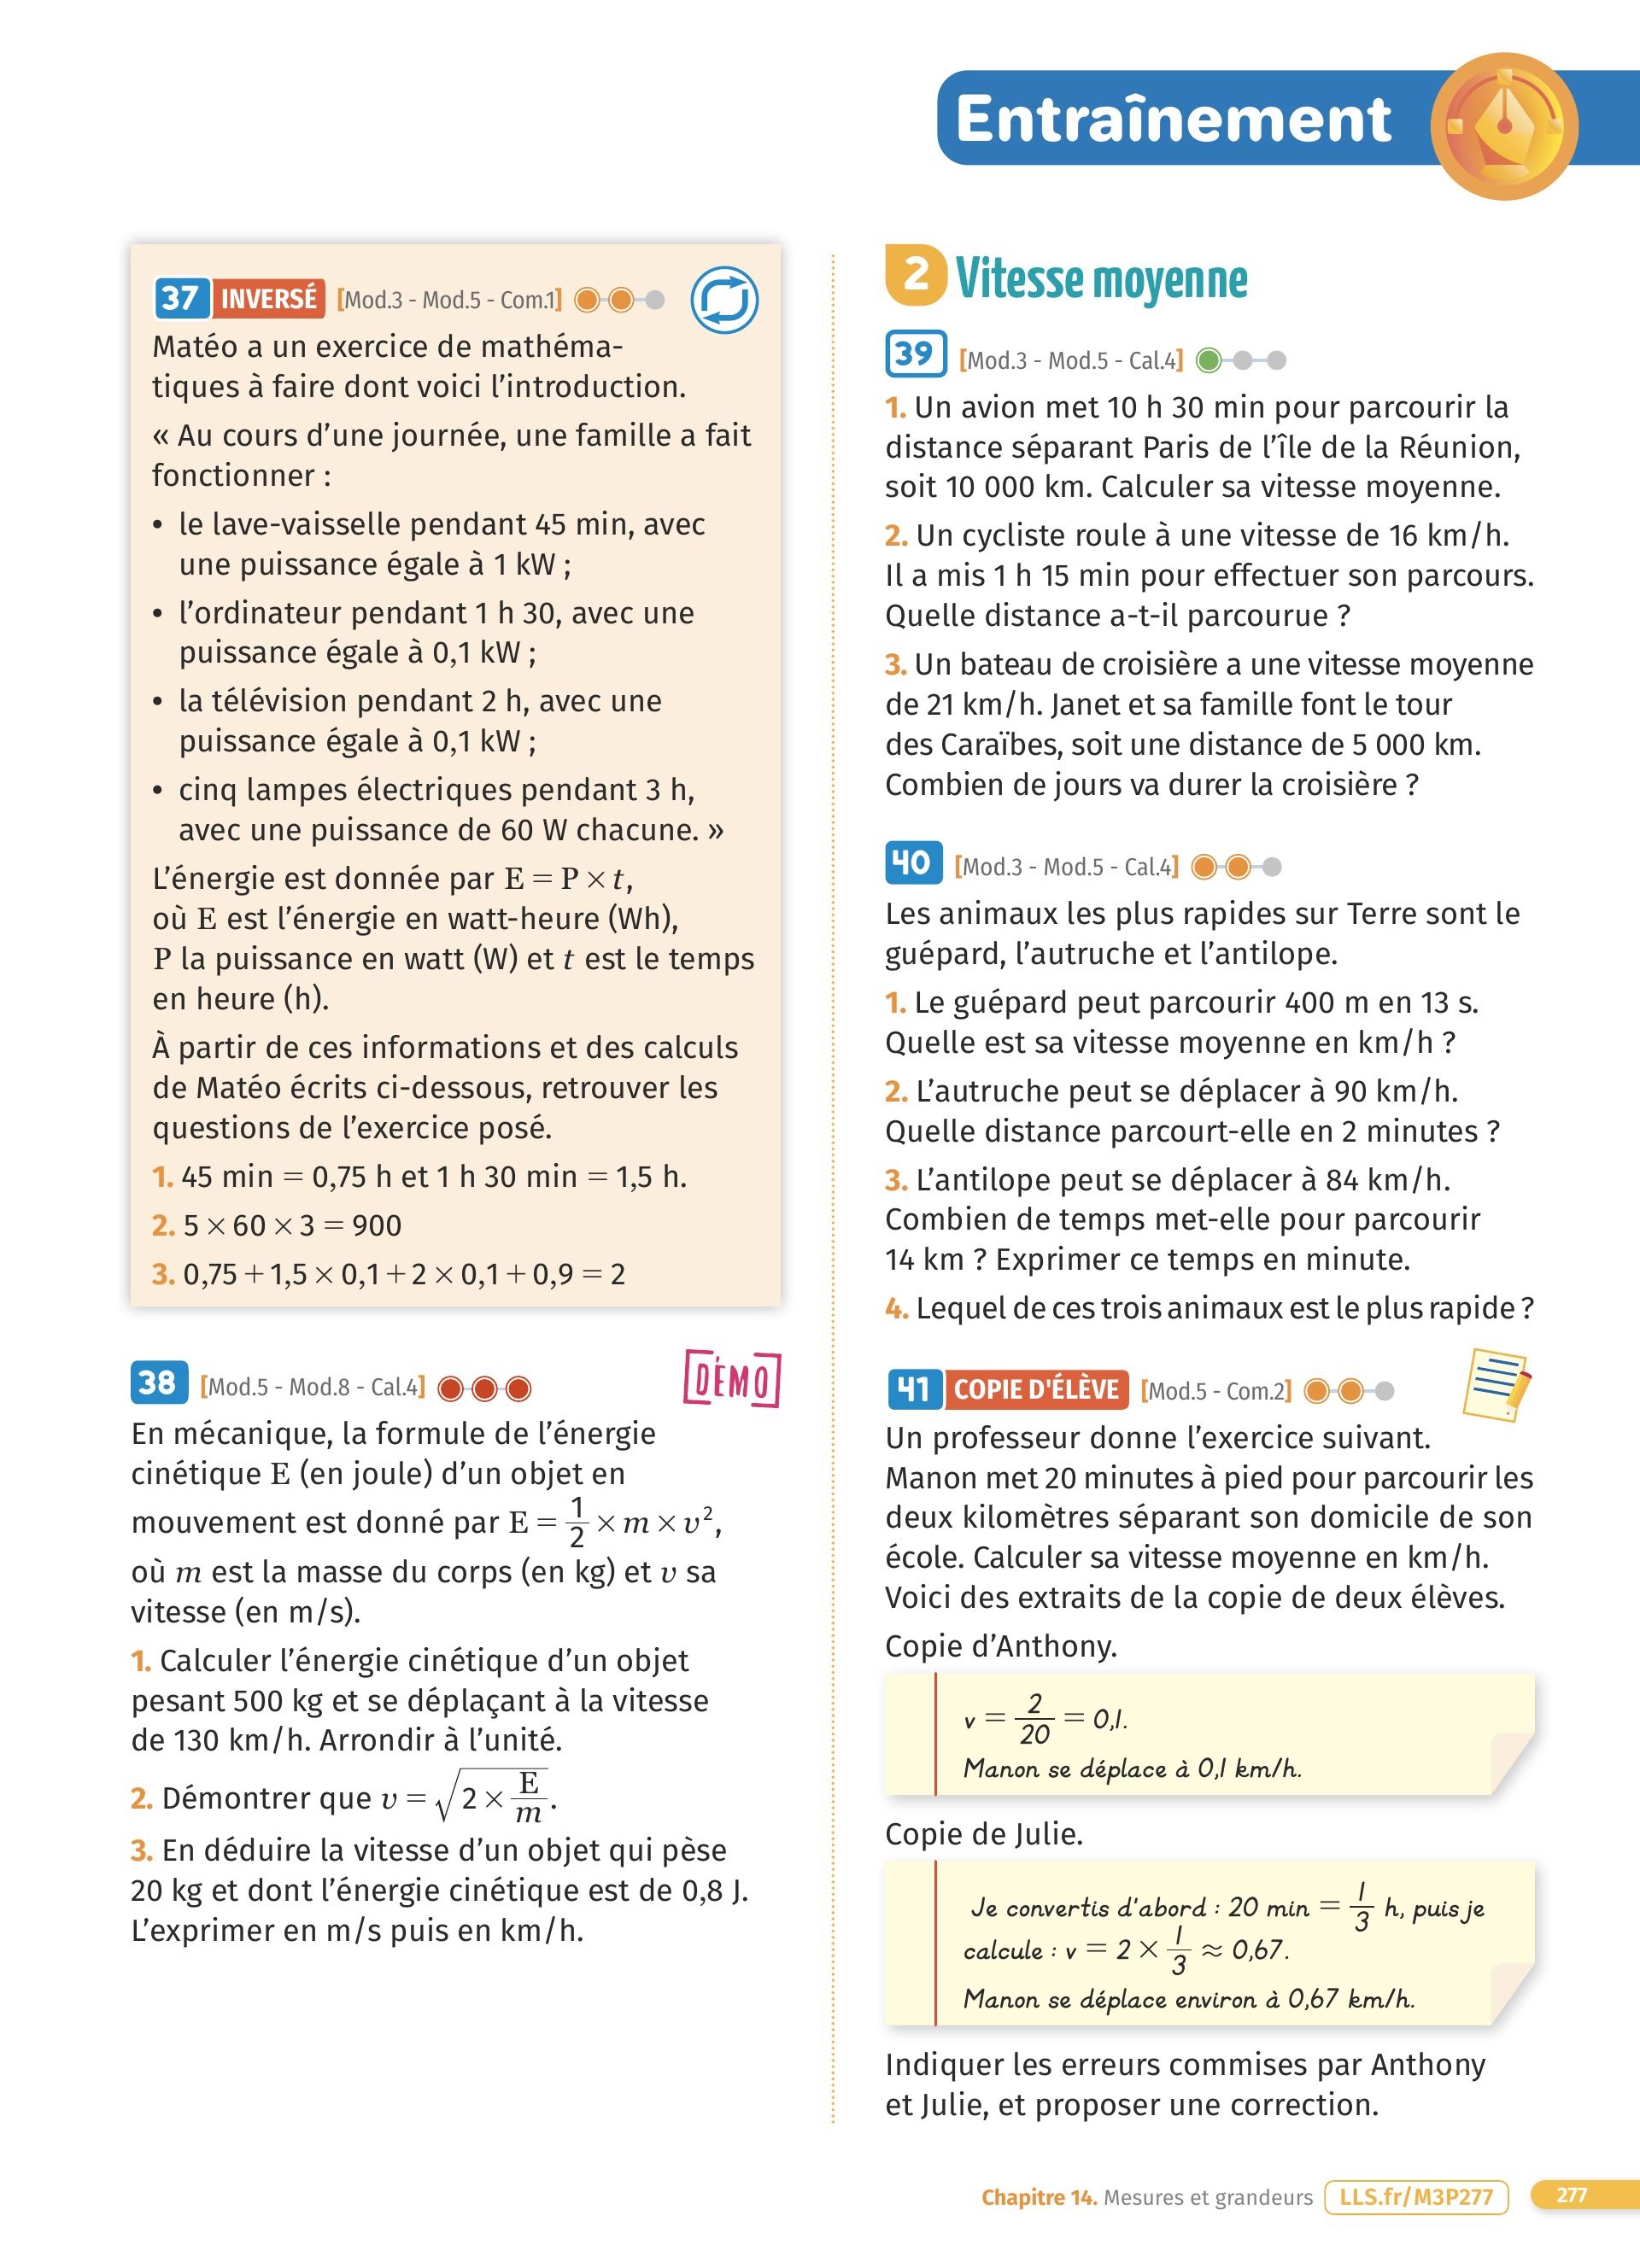 Entraînement
37 INVERSÉ [Mod.3 - Mod.5 - Com.1]
Matéo a un exercice de mathéma-
tiques à faire dont voici l’introduction.
« Au cours d’une journée, une famille a fait
fonctionner :
• le lave-vaisselle pendant 45 min, avec
une puissance égale à 1 kW ;
• l’ordinateur pendant 1 h 30, avec une
puissance égale à 0,1 kW ;
• la télévision pendant 2 h, avec une
puissance égale à 0,1 kW ;
• cinq lampes électriques pendant 3 h,
avec une puissance de 60 W chacune. »
L’énergie est donnée par E = P × t,
où E est l’énergie en watt-heure (Wh),
P la puissance en watt (W) et t est le temps
en heure (h).
À partir de ces informations et des calculs
de Matéo écrits ci-dessous, retrouver les
questions de l’exercice posé.
1. 45 min = 0,75 h et 1 h 30 min = 1,5 h.
2. 5 × 60 × 3 = 900
3. 0,75 + 1,5 × 0,1 + 2 × 0,1 + 0,9 = 2
38 [Mod.5 - Mod.8 - Cal.4] DÉMO
En mécanique, la formule de l’énergie
cinétique E (en joule) d’un objet en
mouvement est donné par E = 1/2 × m × v²,
où m est la masse du corps (en kg) et v sa
vitesse (en m/s).
1. Calculer l’énergie cinétique d’un objet
pesant 500 kg et se déplaçant à la vitesse
de 130 km/h. Arrondir à l’unité.
2. Démontrer que v = √(2 × E/m).
3. En déduire la vitesse d’un objet qui pèse
20 kg et dont l’énergie cinétique est de 0,8 J.
L’exprimer en m/s puis en km/h.
2 Vitesse moyenne
39 [Mod.3 - Mod.5 - Cal.4]
1. Un avion met 10 h 30 min pour parcourir la
distance séparant Paris de l’île de la Réunion,
soit 10 000 km. Calculer sa vitesse moyenne.
2. Un cycliste roule à une vitesse de 16 km/h.
Il a mis 1 h 15 min pour effectuer son parcours.
Quelle distance a-t-il parcourue ?
3. Un bateau de croisière a une vitesse moyenne
de 21 km/h. Janet et sa famille font le tour
des Caraïbes, soit une distance de 5 000 km.
Combien de jours va durer la croisière ?
40 [Mod.3 - Mod.5 - Cal.4]
Les animaux les plus rapides sur Terre sont le
guépard, l’autruche et l’antilope.
1. Le guépard peut parcourir 400 m en 13 s.
Quelle est sa vitesse moyenne en km/h ?
2. L’autruche peut se déplacer à 90 km/h.
Quelle distance parcourt-elle en 2 minutes ?
3. L’antilope peut se déplacer à 84 km/h.
Combien de temps met-elle pour parcourir
14 km ? Exprimer ce temps en minute.
4. Lequel de ces trois animaux est le plus rapide ?
41 COPIE D'ÉLÈVE [Mod.5 - Com.2]
Un professeur donne l’exercice suivant.
Manon met 20 minutes à pied pour parcourir les
deux kilomètres séparant son domicile de son
école. Calculer sa vitesse moyenne en km/h.
Voici des extraits de la copie de deux élèves.
Copie d’Anthony.
v = 2/20 = 0,1.
Manon se déplace à 0,1 km/h.
Copie de Julie.
Je convertis d'abord : 20 min = 1/3 h, puis je
calcule : v = 2 × 1/3 ≈ 0,67.
Manon se déplace environ à 0,67 km/h.
Indiquer les erreurs commises par Anthony
et Julie, et proposer une correction.
Chapitre 14. Mesures et grandeurs LLS.fr/M3P277 277